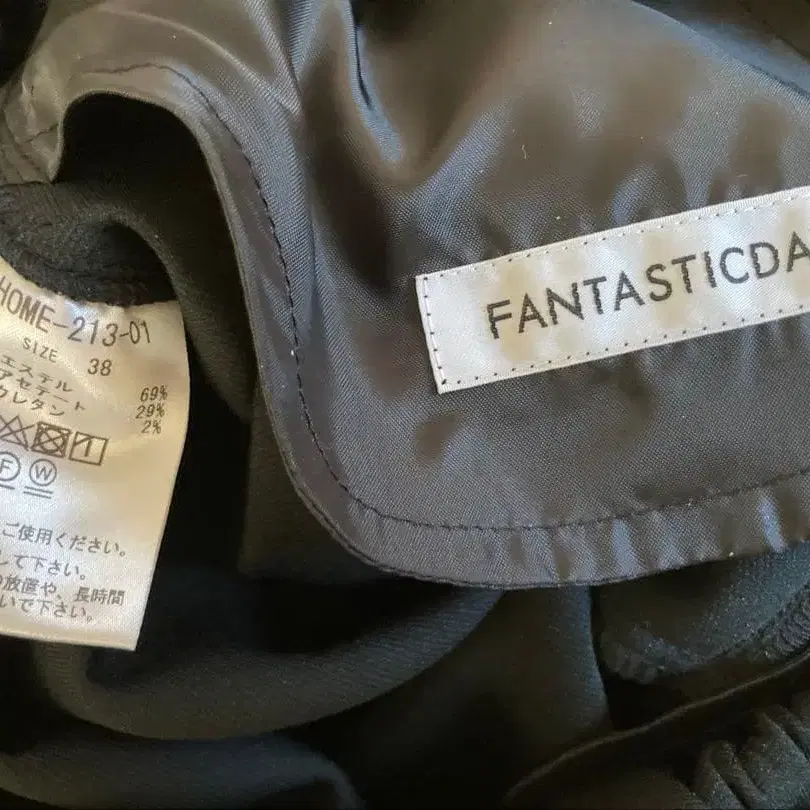 HOME-213-01
SIZE 38
エステル 69%
アセテート 29%
ウレタン 2%
F W
ご使用ください。
して下さい。
の放置や、長時間
いで下さい。
FANTASTICDA